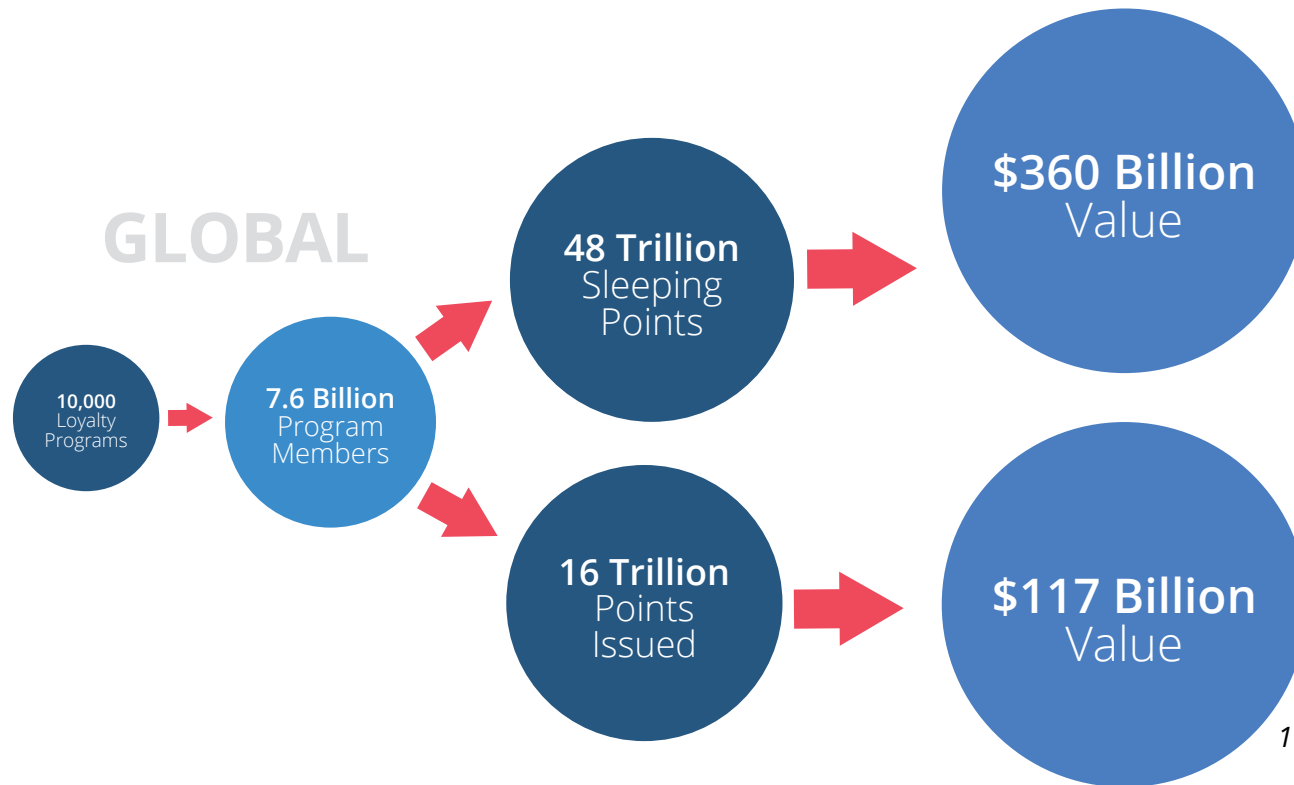 GLOBAL
10,000
Loyalty
Programs
7.6 Billion
Program
Members
48 Trillion
Sleeping
Points
$360 Billion
Value
16 Trillion
Points
Issued
$117 Billion
Value
1